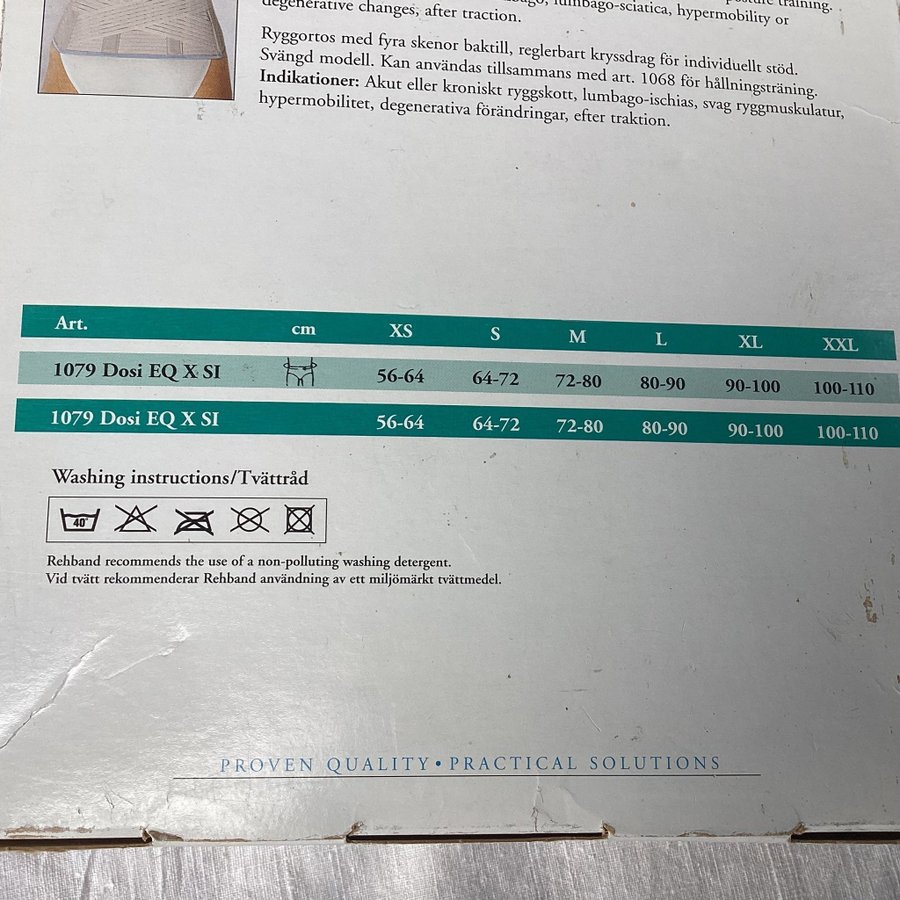 training.
lumbago-sciatica, hypermobility or
degenerative changes, after traction.
Ryggortos med fyra skenor baktill, reglerbart kryssdrag för individuellt stöd.
Svängd modell. Kan användas tillsammans med art. 1068 för hållningsträning.
Indikationer: Akut eller kroniskt ryggskott, lumbago-ischias, svag ryggmuskulatur,
hypermobilitet, degenerativa förändringar, efter traktion.
Art. cm XS S M L XL XXL
1079 Dosi EQ X SI 56-64 64-72 72-80 80-90 90-100 100-110
1079 Dosi EQ X SI 56-64 64-72 72-80 80-90 90-100 100-110
Washing instructions/Tvättråd
40°
Rehband recommends the use of a non-polluting washing detergent.
Vid tvätt rekommenderar Rehband användning av ett miljömärkt tvättmedel.
PROVEN QUALITY • PRACTICAL SOLUTIONS